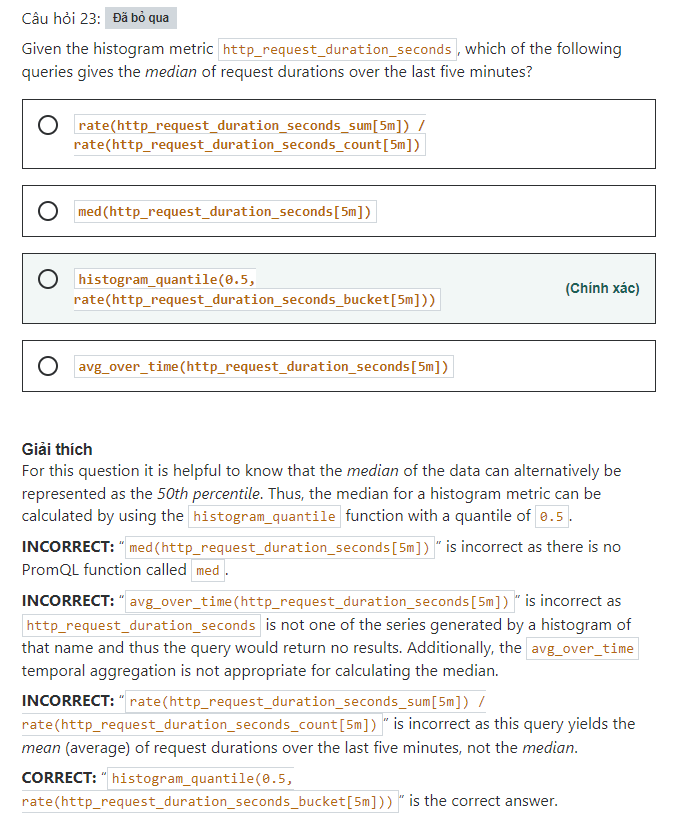 Câu hỏi 23: Đã bỏ qua
Given the histogram metric http_request_duration_seconds, which of the following
queries gives the median of request durations over the last five minutes?
rate(http_request_duration_seconds_sum[5m]) /
rate(http_request_duration_seconds_count[5m])
med(http_request_duration_seconds[5m])
histogram_quantile(0.5,
rate(http_request_duration_seconds_bucket[5m]))
(Chính xác)
avg_over_time(http_request_duration_seconds[5m])
Giải thích
For this question it is helpful to know that the median of the data can alternatively be
represented as the 50th percentile. Thus, the median for a histogram metric can be
calculated by using the histogram_quantile function with a quantile of 0.5.
INCORRECT: “med(http_request_duration_seconds[5m])” is incorrect as there is no
PromQL function called med.
INCORRECT: “avg_over_time(http_request_duration_seconds[5m])” is incorrect as
http_request_duration_seconds is not one of the series generated by a histogram of
that name and thus the query would return no results. Additionally, the avg_over_time
temporal aggregation is not appropriate for calculating the median.
INCORRECT: “rate(http_request_duration_seconds_sum[5m]) /
rate(http_request_duration_seconds_count[5m])” is incorrect as this query yields the
mean (average) of request durations over the last five minutes, not the median.
CORRECT: “histogram_quantile(0.5,
rate(http_request_duration_seconds_bucket[5m]))” is the correct answer.